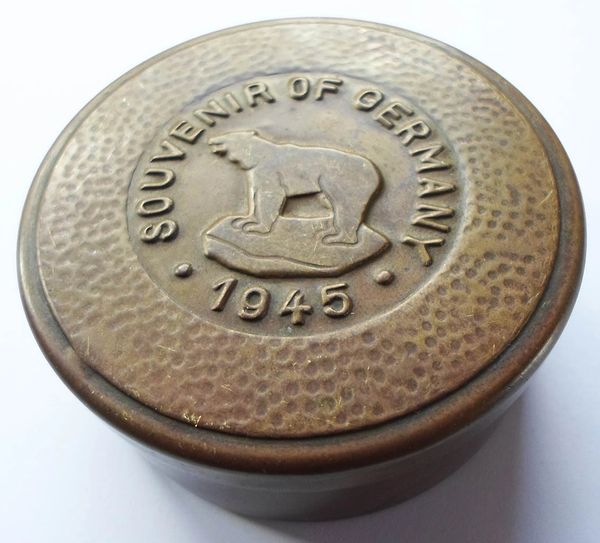 SOUVENIR OF GERMANY
• 1945 •